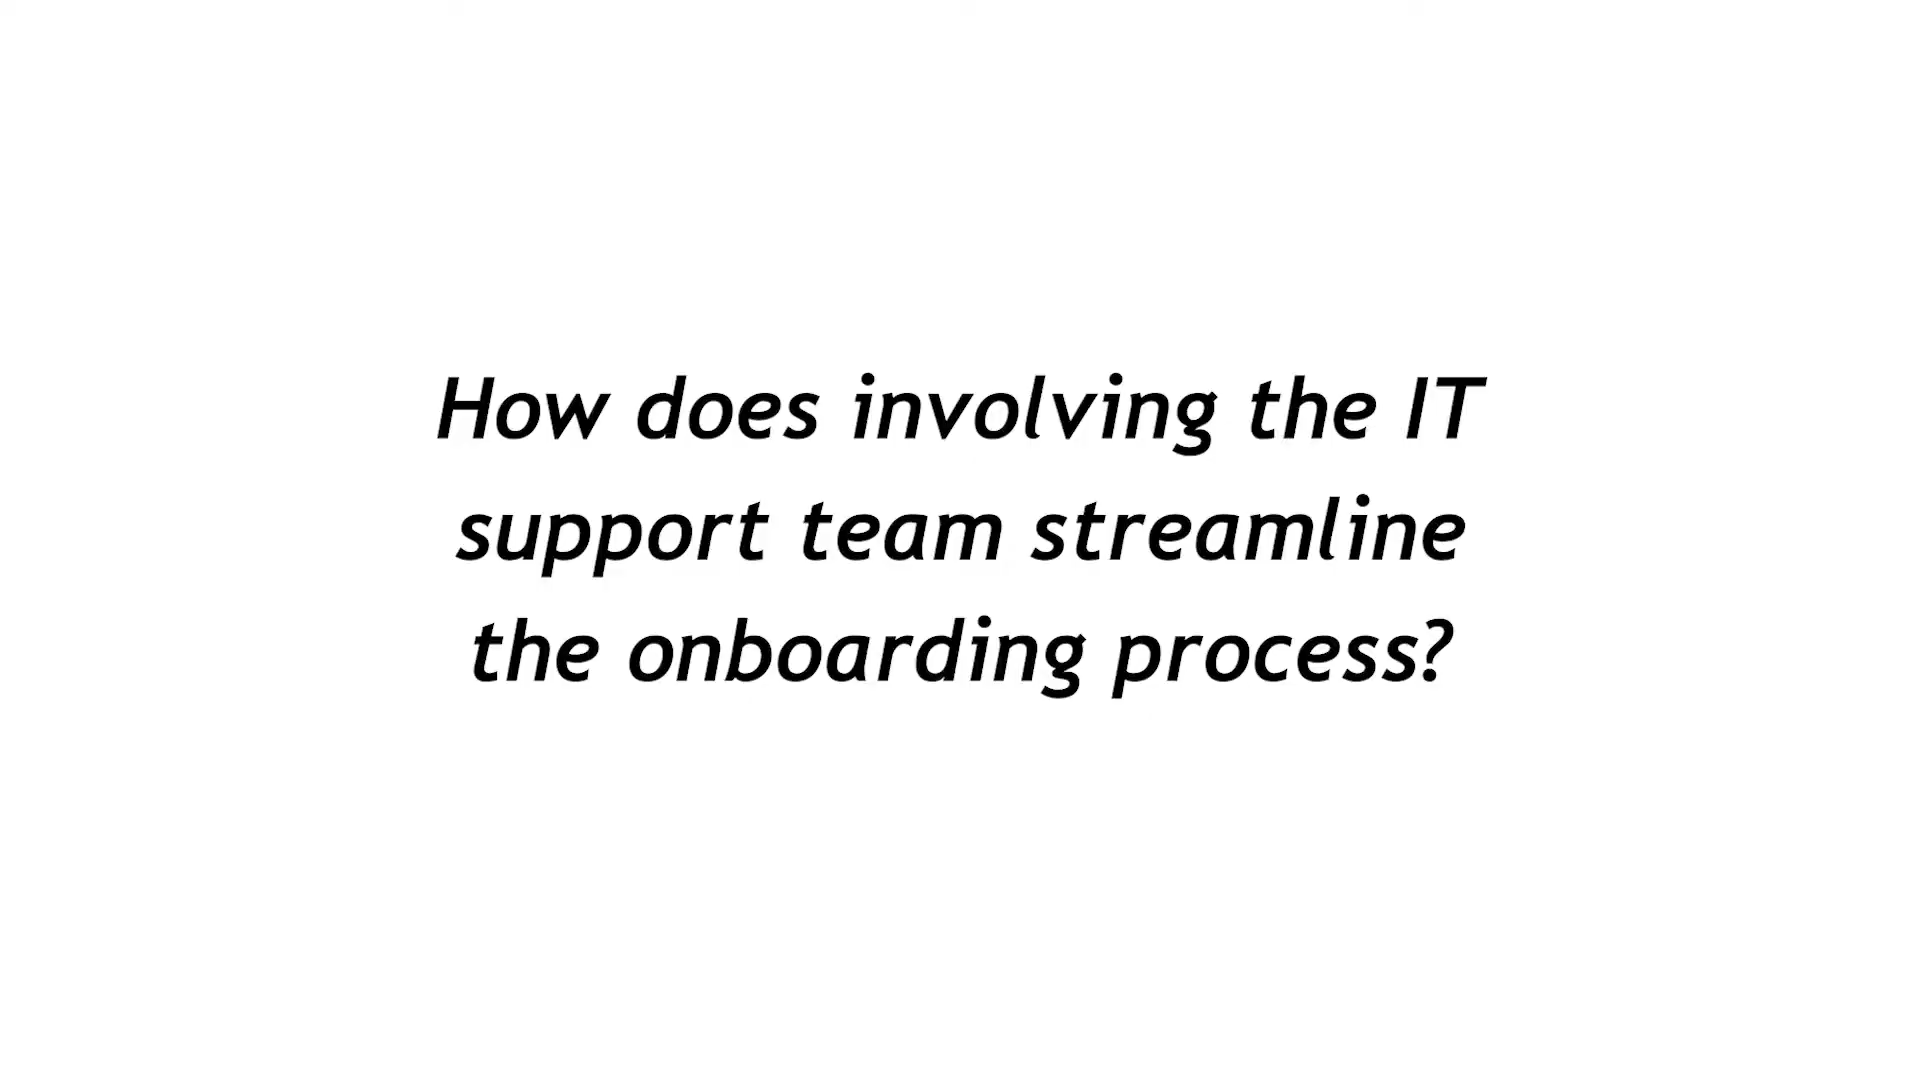 How does involving the IT
support team streamline
the onboarding process?